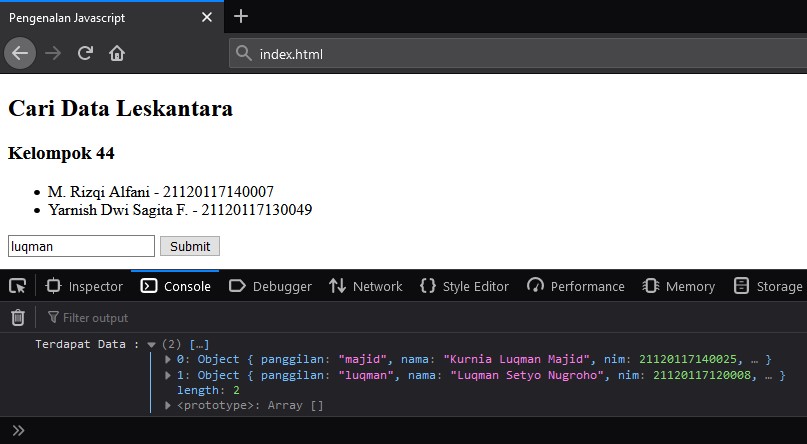 Pengenalan Javascript
index.html
Cari Data Leskantara
Kelompok 44
• M. Rizqi Alfani - 21120117140007
• Yarnish Dwi Sagita F. - 21120117130049
luqman Submit
Inspector Console Debugger Network Style Editor Performance Memory Storage
Filter output
Terdapat Data : (2) […]
0: Object { panggilan: "majid", nama: "Kurnia Luqman Majid", nim: 21120117140025, … }
1: Object { panggilan: "luqman", nama: "Luqman Setyo Nugroho", nim: 21120117120008, … }
length: 2
<prototype>: Array []